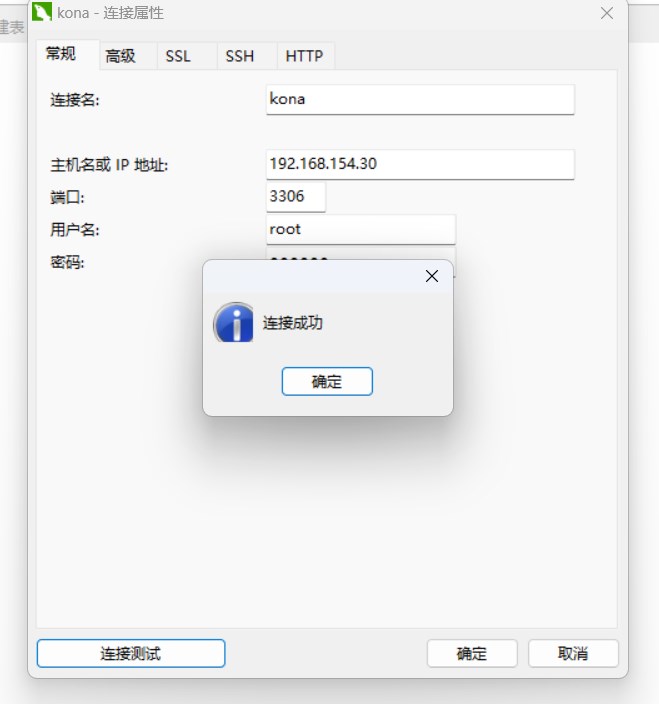 kona - 连接属性
建表
常规 高级 SSL SSH HTTP
连接名: kona
主机名或 IP 地址: 192.168.154.30
端口: 3306
用户名: root
密码:
连接成功
确定
连接测试 确定 取消